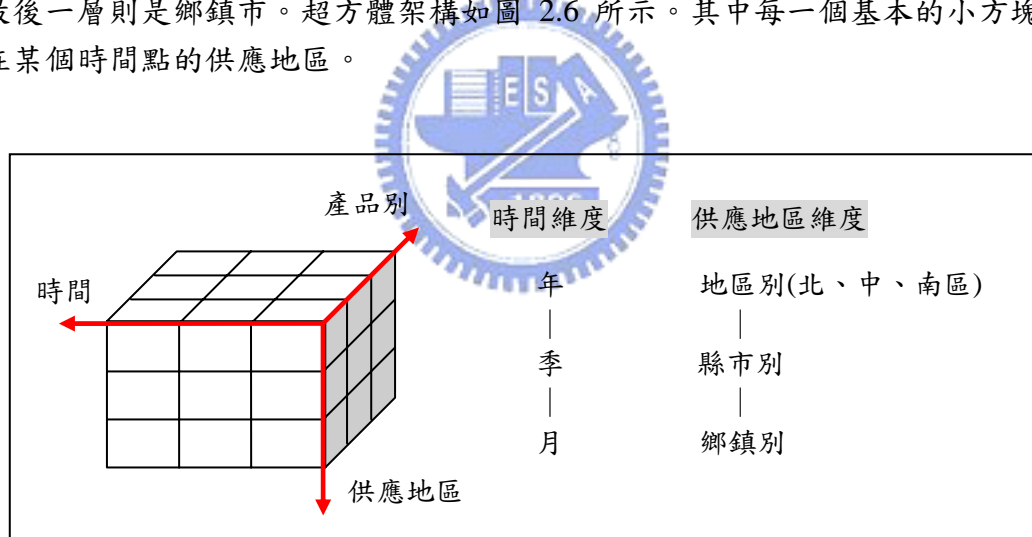 最後一層則是鄉鎮市。超方體架構如圖 2.6 所示。其中每一個基本的小方塊
在某個時間點的供應地區。
ESA
1896
產品別
時間維度
供應地區維度
時間
年
地區別(北、中、南區)
季
縣市別
月
鄉鎮別
供應地區